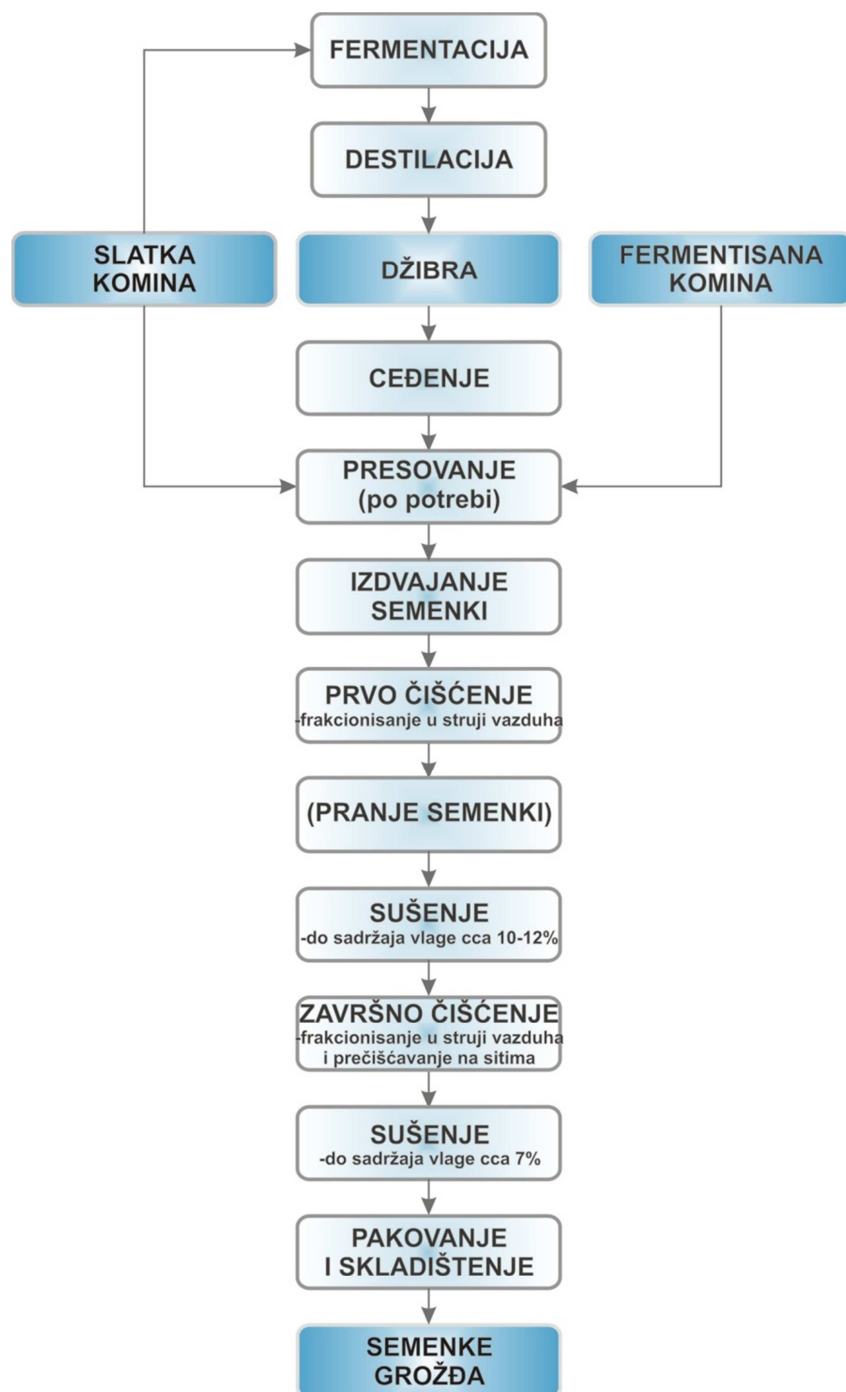 FERMENTACIJA
DESTILACIJA
SLATKA
KOMINA
DŽIBRA
FERMENTISANA
KOMINA
CEĐENJE
PRESOVANJE
(po potrebi)
IZDVAJANJE
SEMENKI
PRVO ČIŠĆENJE
-frakcionisanje u struji vazduha
(PRANJE SEMENKI)
SUŠENJE
-do sadržaja vlage cca 10-12%
ZAVRŠNO ČIŠĆENJE
-frakcionisanje u struji vazduha
i prečišćavanje na sitima
SUŠENJE
-do sadržaja vlage cca 7%
PAKOVANJE
I SKLADIŠTENJE
SEMENKE
GROŽĐA